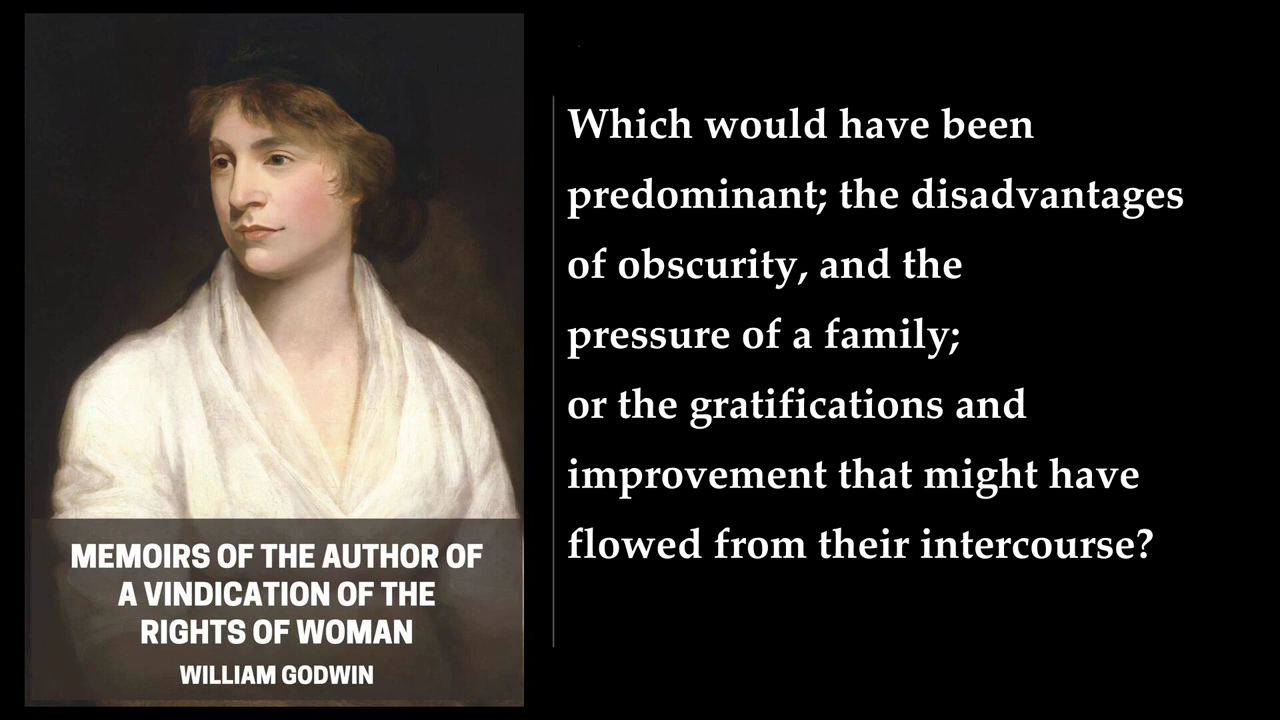 MEMOIRS OF THE AUTHOR OF
A VINDICATION OF THE
RIGHTS OF WOMAN
WILLIAM GODWIN
Which would have been
predominant; the disadvantages
of obscurity, and the
pressure of a family;
or the gratifications and
improvement that might have
flowed from their intercourse?